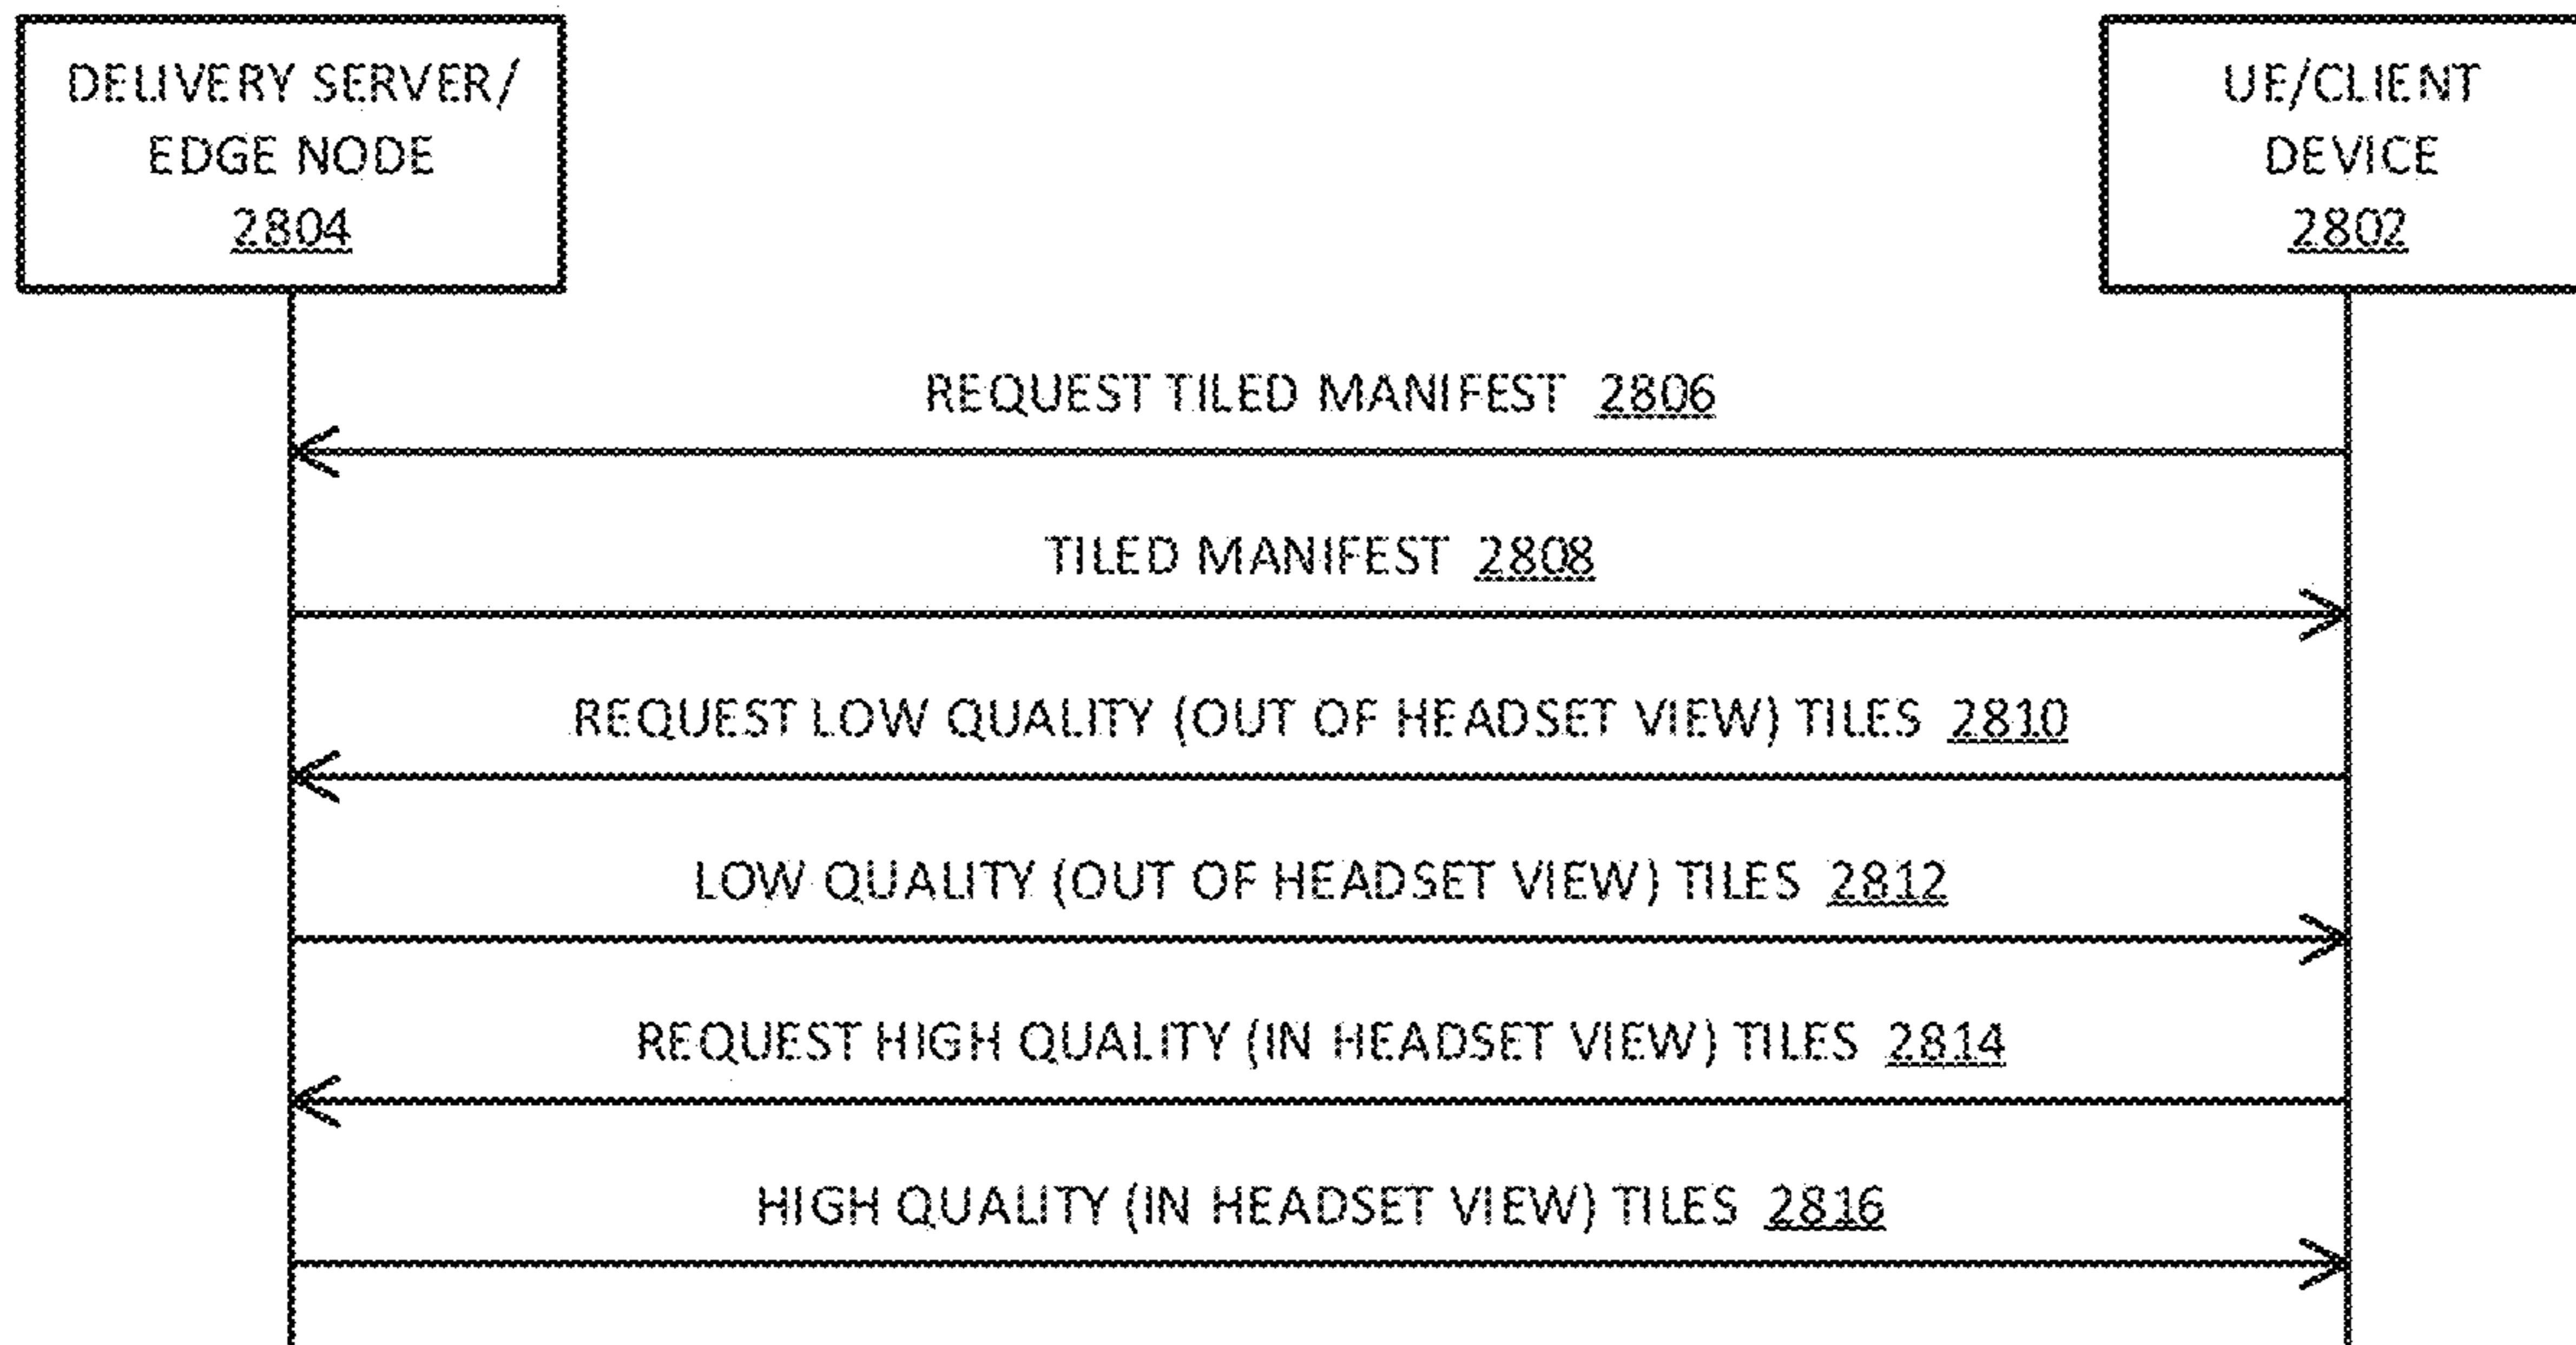 DELIVERY SERVER/
EDGE NODE
2804
UE/CLIENT
DEVICE
2802
REQUEST TILED MANIFEST 2806
TILED MANIFEST 2808
REQUEST LOW QUALITY (OUT OF HEADSET VIEW) TILES 2810
LOW QUALITY (OUT OF HEADSET VIEW) TILES 2812
REQUEST HIGH QUALITY (IN HEADSET VIEW) TILES 2814
HIGH QUALITY (IN HEADSET VIEW) TILES 2816